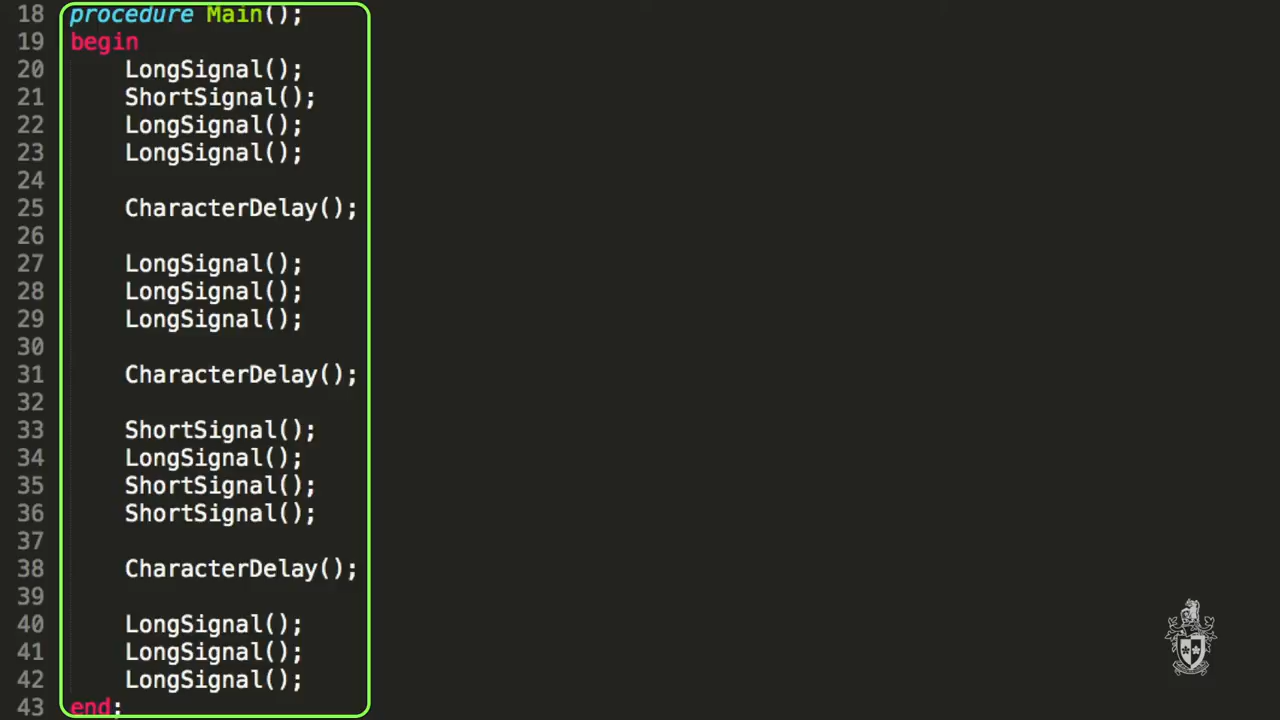 18 procedure Main();
19 begin
20 LongSignal();
21 ShortSignal();
22 LongSignal();
23 LongSignal();
24
25 CharacterDelay();
26
27 LongSignal();
28 LongSignal();
29 LongSignal();
30
31 CharacterDelay();
32
33 ShortSignal();
34 LongSignal();
35 ShortSignal();
36 ShortSignal();
37
38 CharacterDelay();
39
40 LongSignal();
41 LongSignal();
42 LongSignal();
43 end;